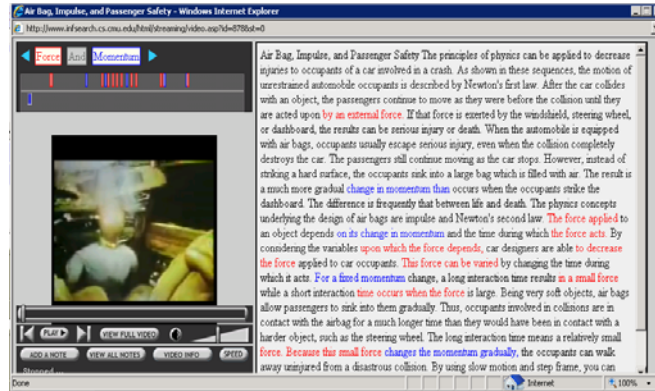 Air Bag, Impulse, and Passenger Safety - Windows Internet Explorer
http://www.infsearch.cs.cmu.edu/html/streaming/video.asp?id=878&st=0
Force And Momentum
PLAY VIEW FULL VIDEO
ADD A NOTE VIEW ALL NOTES VIDEO INFO SPEED
Stopped ...
Air Bag, Impulse, and Passenger Safety The principles of physics can be applied to decrease
injuries to occupants of a car involved in a crash. As shown in these sequences, the motion of
unrestrained automobile occupants is described by Newton's first law. After the car collides
with an object, the passengers continue to move as they were before the collision until they
are acted upon by an external force. If that force is exerted by the windshield, steering wheel,
or dashboard, the results can be serious injury or death. When the automobile is equipped
with air bags, occupants usually escape serious injury, even when the collision completely
destroys the car. The passengers still continue moving as the car stops. However, instead of
striking a hard surface, the occupants sink into a large bag which is filled with air. The result is
a much more gradual change in momentum than occurs when the occupants strike the
dashboard. The difference is frequently that between life and death. The physics concepts
underlying the design of air bags are impulse and Newton's second law. The force applied to
an object depends on its change in momentum and the time during which the force acts. By
considering the variables upon which the force depends, car designers are able to decrease
the force applied to car occupants. This force can be varied by changing the time during
which it acts. For a fixed momentum change, a long interaction time results in a small force
while a short interaction time occurs when the force is large. Being very soft objects, air bags
allow passengers to sink into them gradually. Thus, occupants involved in collisions are in
contact with the airbag for a much longer time than they would have been in contact with a
harder object, such as the steering wheel. The long interaction time means a relatively small
force. Because this small force changes the momentum gradually, the occupants can walk
away uninjured from a disastrous collision. By using slow motion and step frame, you can
Done Internet 100%